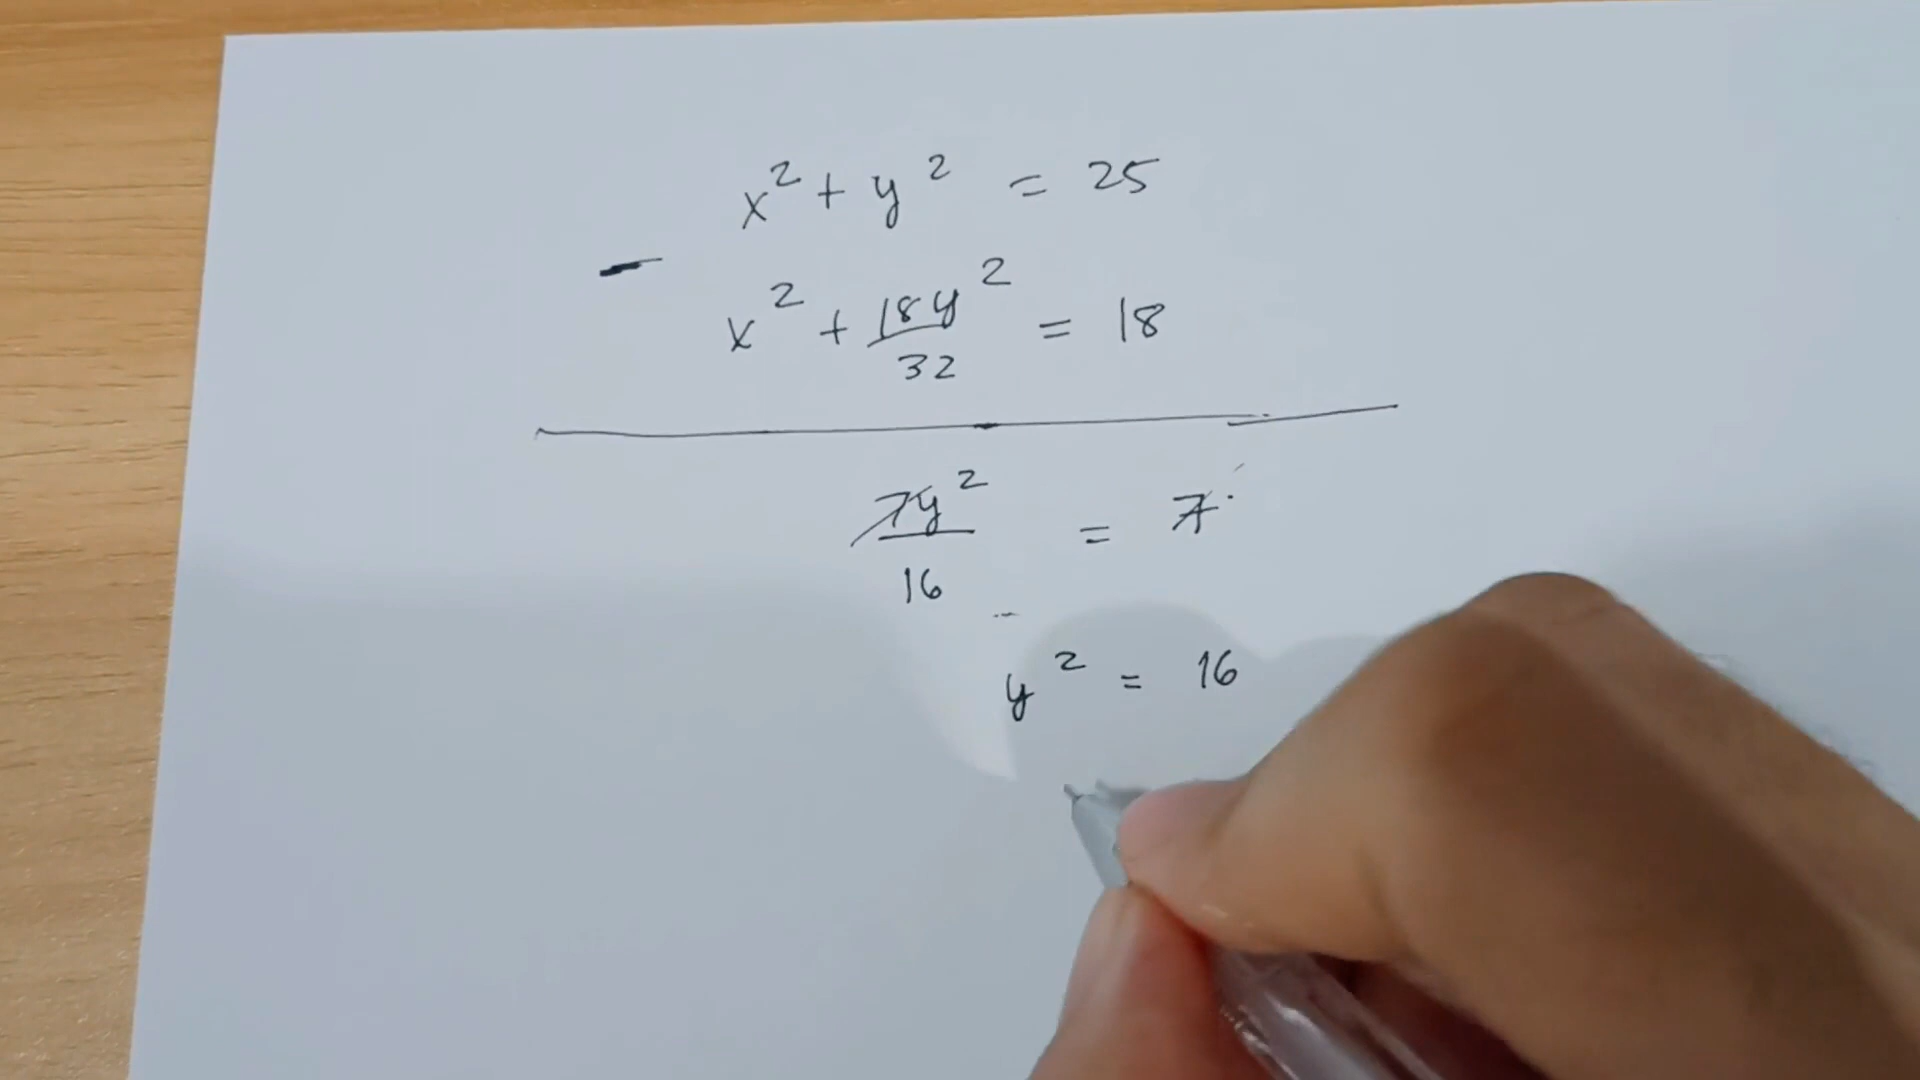 x² + y² = 25
−
x² + 18y²/32 = 18
7y²/16 = 7
y² = 16